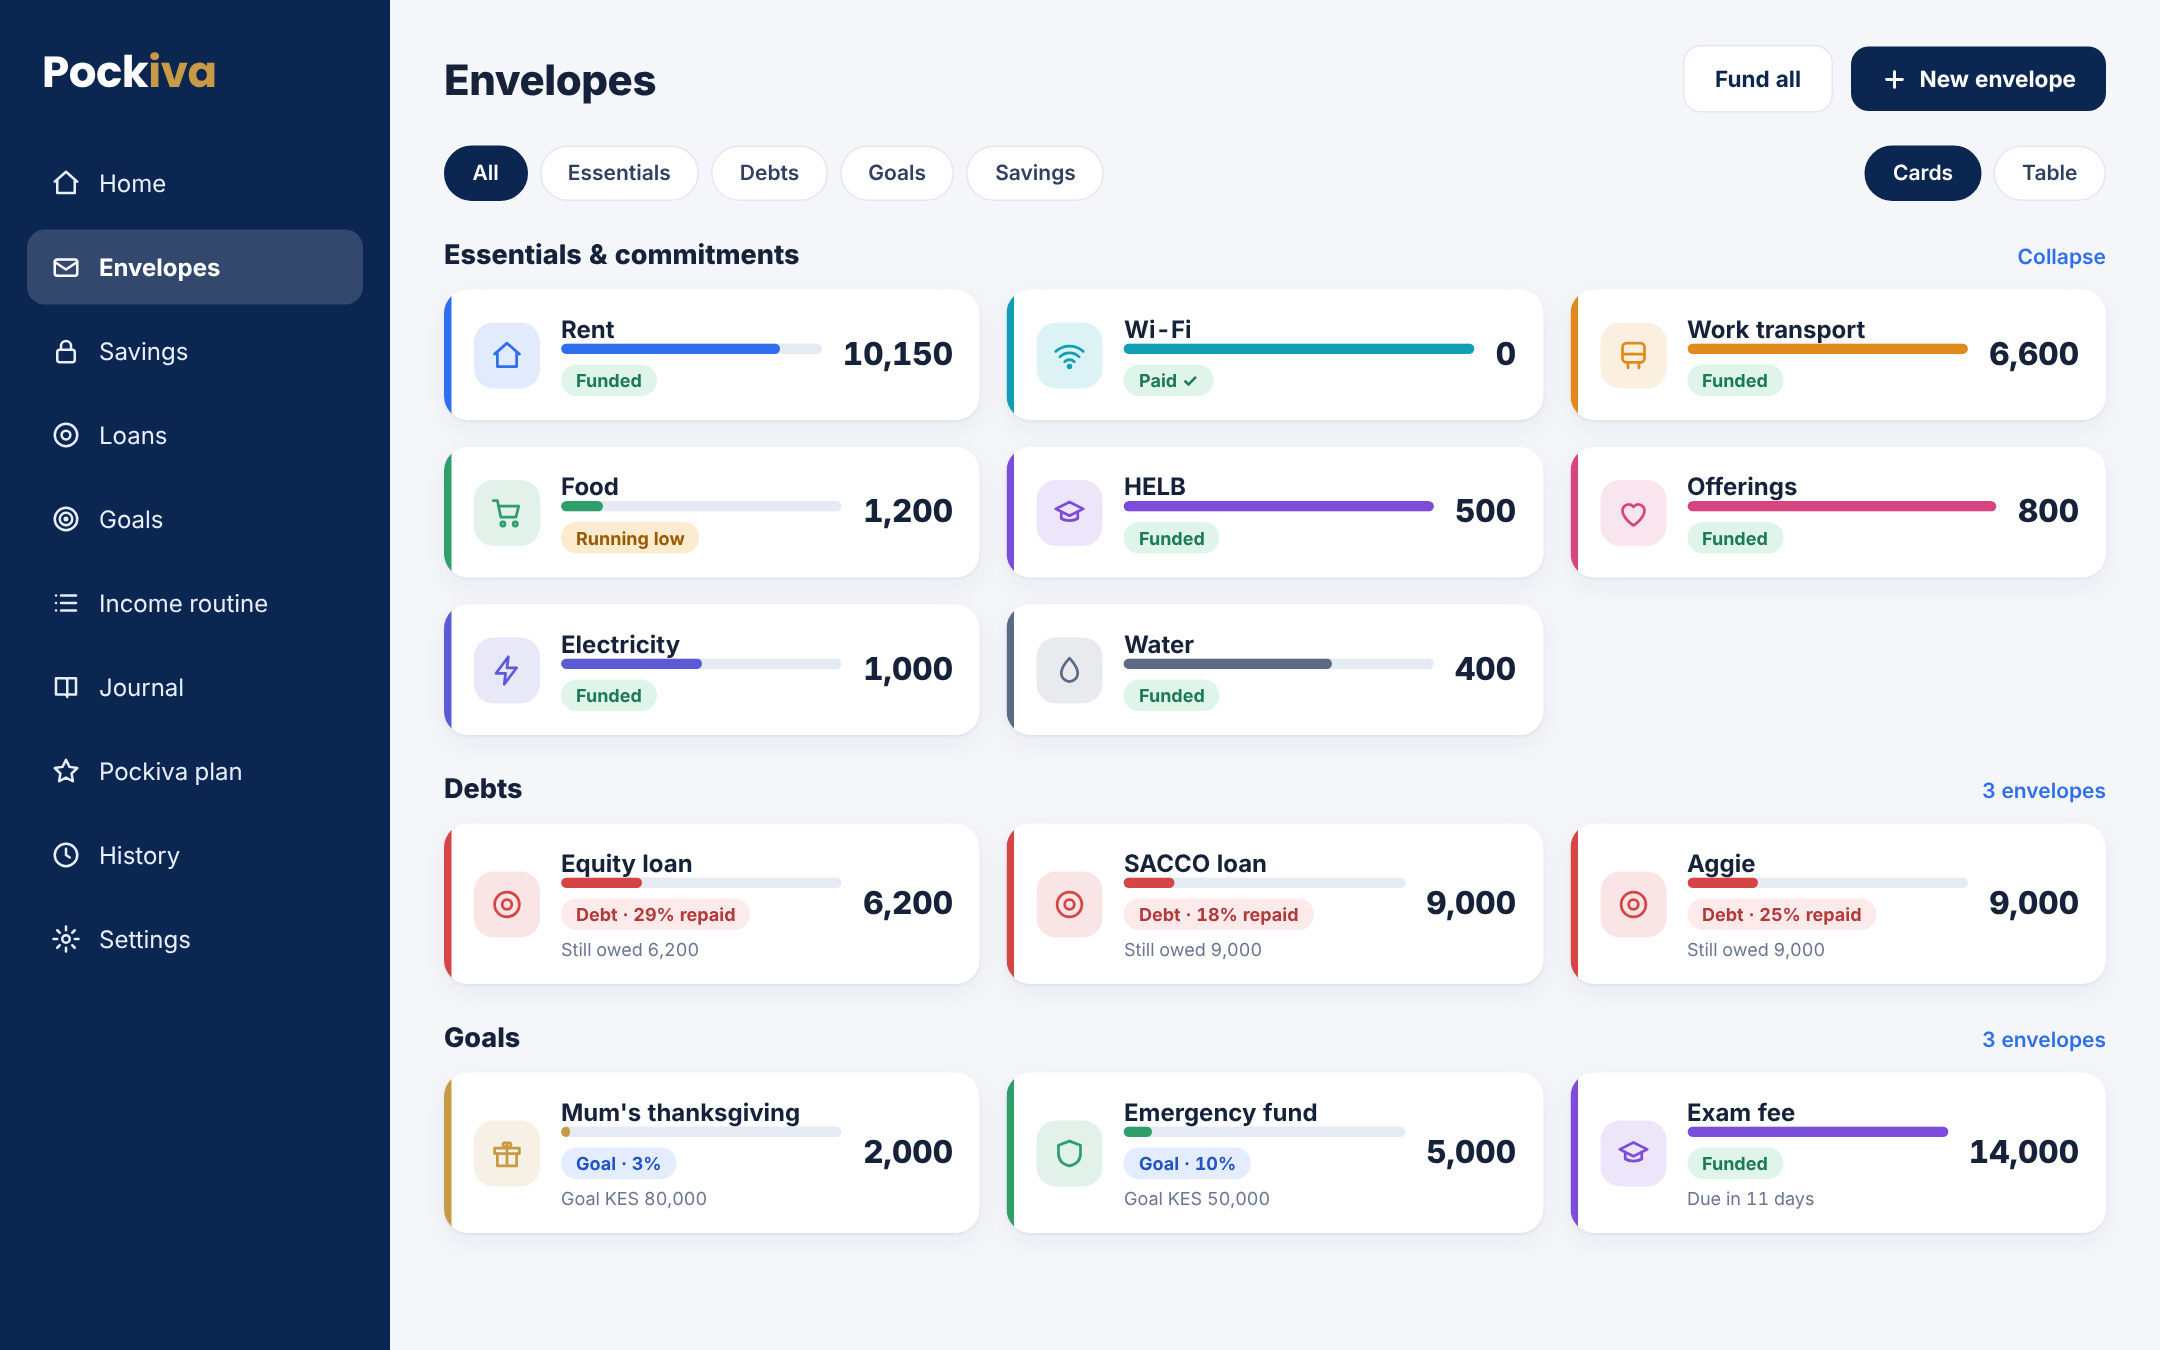 Pockiva
Home
Envelopes
Savings
Loans
Goals
Income routine
Journal
Pockiva plan
History
Settings
Envelopes
Fund all
+ New envelope
All
Essentials
Debts
Goals
Savings
Cards
Table
Essentials & commitments
Collapse
Rent
10,150
Funded
Wi-Fi
0
Paid ✓
Work transport
6,600
Funded
Food
1,200
Running low
HELB
500
Funded
Offerings
800
Funded
Electricity
1,000
Funded
Water
400
Funded
Debts
3 envelopes
Equity loan
6,200
Debt · 29% repaid
Still owed 6,200
SACCO loan
9,000
Debt · 18% repaid
Still owed 9,000
Aggie
9,000
Debt · 25% repaid
Still owed 9,000
Goals
3 envelopes
Mum's thanksgiving
2,000
Goal · 3%
Goal KES 80,000
Emergency fund
5,000
Goal · 10%
Goal KES 50,000
Exam fee
14,000
Funded
Due in 11 days